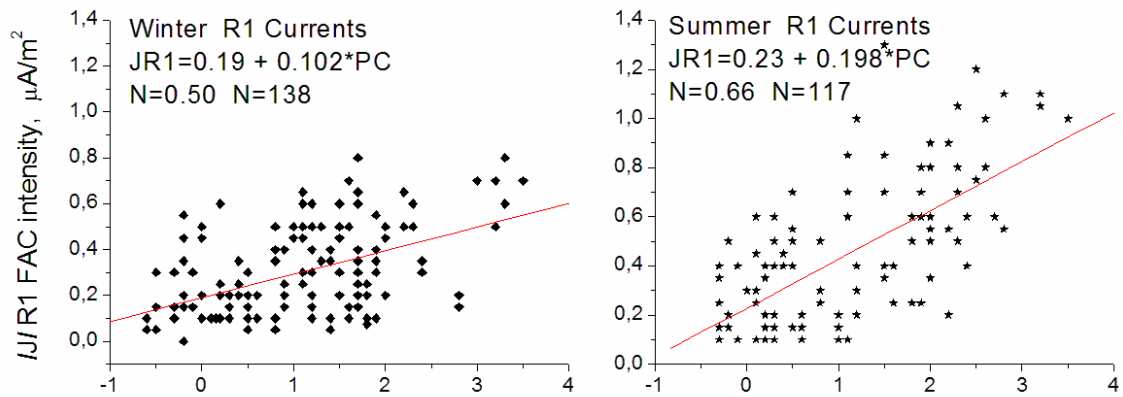 Winter R1 Currents
JR1=0.19 + 0.102*PC
N=0.50 N=138
IJI R1 FAC intensity, µA/m²
1,4
1,2
1,0
0,8
0,6
0,4
0,2
0,0
-1 0 1 2 3 4
Summer R1 Currents
JR1=0.23 + 0.198*PC
N=0.66 N=117
1,4
1,2
1,0
0,8
0,6
0,4
0,2
0,0
-1 0 1 2 3 4